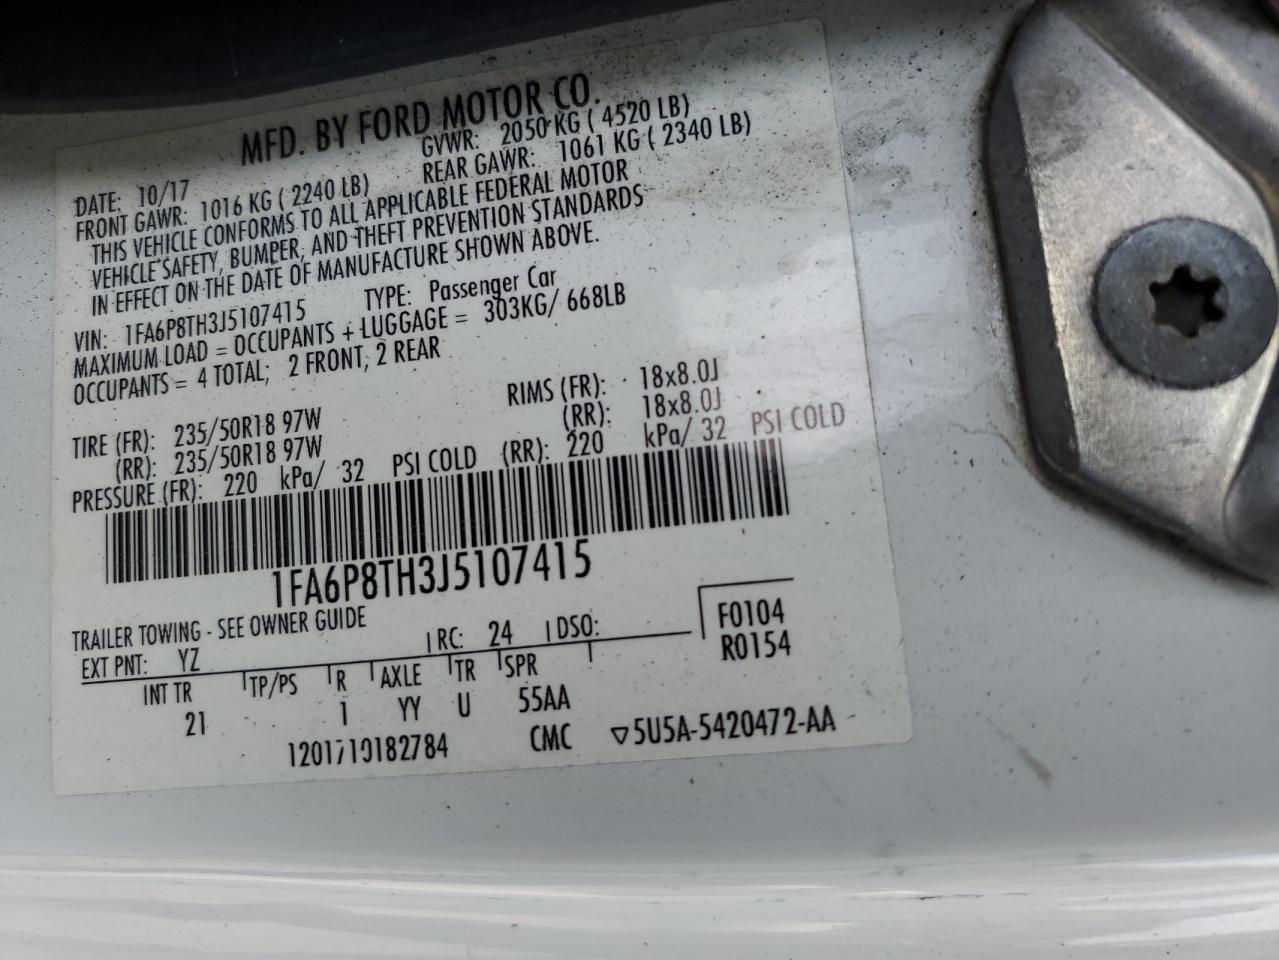 MFD. BY FORD MOTOR CO.
DATE: 10/17 GVWR: 2050 KG ( 4520 LB)
FRONT GAWR: 1016 KG ( 2240 LB) REAR GAWR: 1061 KG ( 2340 LB)
THIS VEHICLE CONFORMS TO ALL APPLICABLE FEDERAL MOTOR
VEHICLE SAFETY, BUMPER, AND THEFT PREVENTION STANDARDS
IN EFFECT ON THE DATE OF MANUFACTURE SHOWN ABOVE.
VIN: 1FA6P8TH3J5107415 TYPE: Passenger Car
MAXIMUM LOAD = OCCUPANTS + LUGGAGE = 303KG/ 668LB
OCCUPANTS = 4 TOTAL; 2 FRONT, 2 REAR
TIRE (FR): 235/50R18 97W RIMS (FR): 18x8.0J
(RR): 235/50R18 97W (RR): 18x8.0J
PRESSURE (FR): 220 kPa/ 32 PSI COLD (RR): 220 kPa/ 32 PSI COLD
1FA6P8TH3J5107415
TRAILER TOWING - SEE OWNER GUIDE
EXT PNT: YZ RC: 24 DSO: F0104
R0154
INT TR TP/PS R AXLE TR SPR
21 1 YY U 55AA
1201719182784 CMC ▽5U5A-5420472-AA